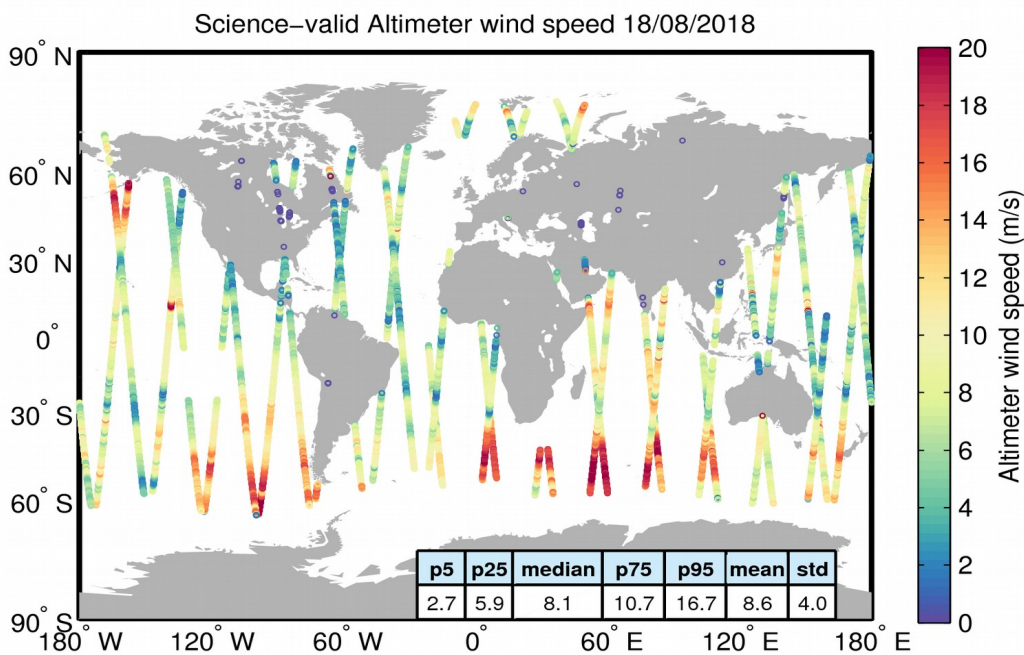 Science−valid Altimeter wind speed 18/08/2018
90° N
60° N
30° N
0°
30° S
60° S
90° S
180° W
120° W
60° W
0°
60° E
120° E
180° E
p5 p25 median p75 p95 mean std
2.7 5.9 8.1 10.7 16.7 8.6 4.0
20
18
16
14
12
10
8
6
4
2
0
Altimeter wind speed (m/s)